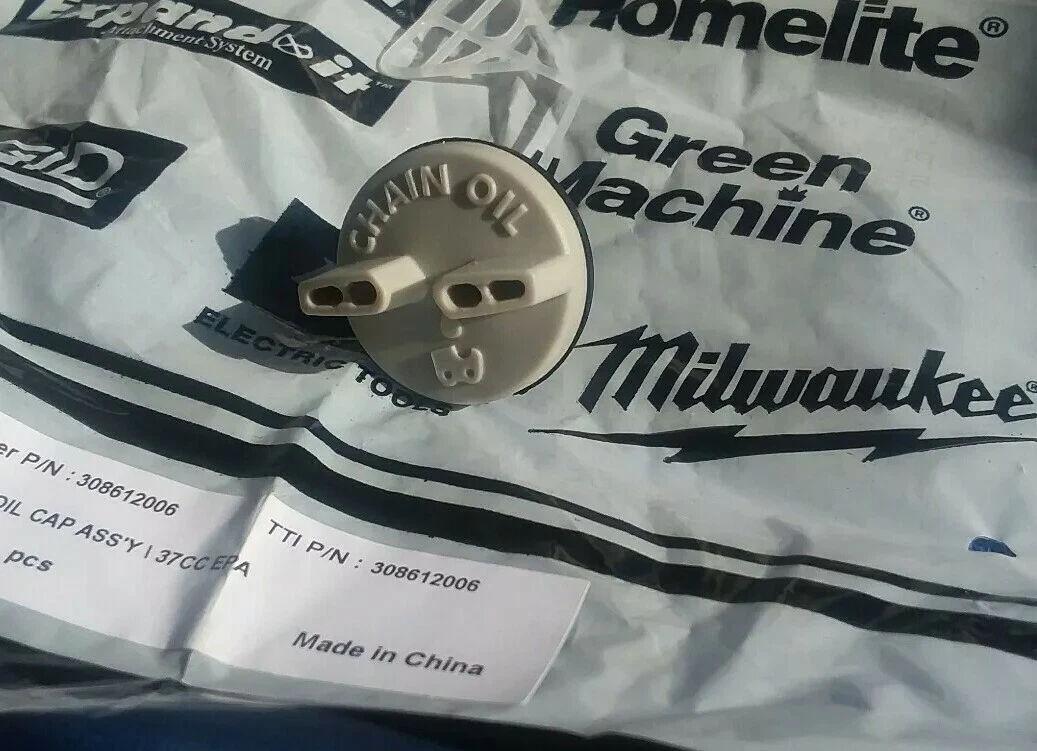 Expand it™
Attachment System
Homelite®
Green
Machine®
CHAIN OIL
ELECTRIC TOOLS
Milwaukee®
P/N : 308612006
OIL CAP ASS'Y | 37CC EPA
pcs
TTI P/N : 308612006
Made in China